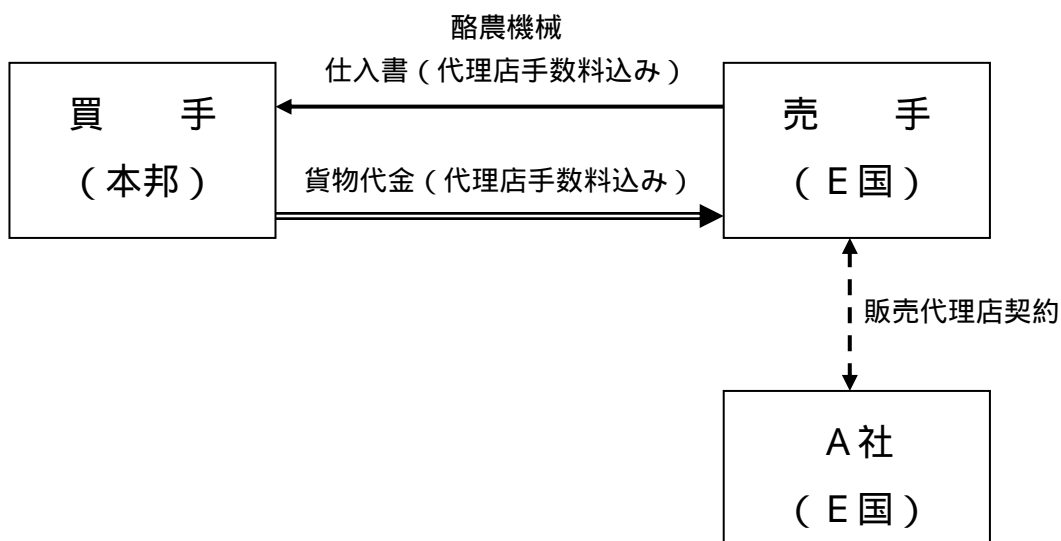 酪農機械
仕入書（代理店手数料込み）
買　　手
（本邦）
売　　手
（Ｅ国）
貨物代金（代理店手数料込み）
販売代理店契約
Ａ社
（Ｅ国）